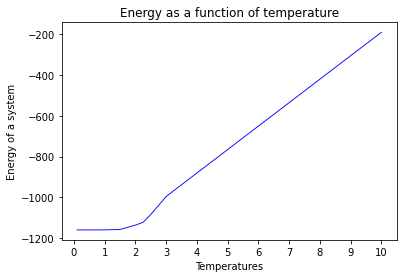 Energy as a function of temperature
Energy of a system
−200
−400
−600
−800
−1000
−1200
0 1 2 3 4 5 6 7 8 9 10
Temperatures